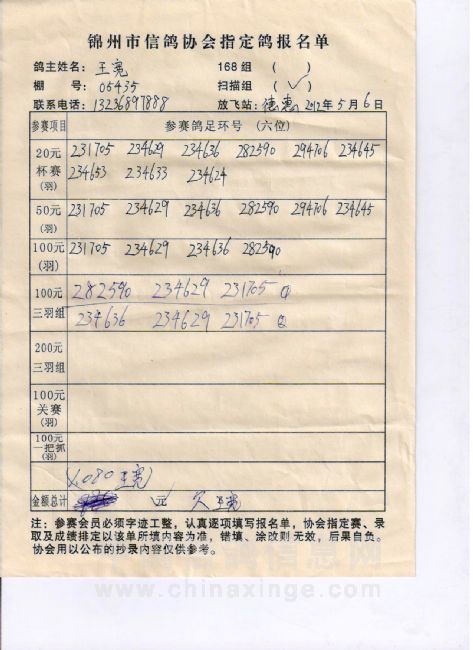 锦州市信鸽协会指定鸽报名单
鸽主姓名: 王宽 168组 ( )
棚 号: 05435 扫描组 (✓)
联系电话: 13236897888 放飞站: 德惠 2012年5月6日
参赛项目 参赛鸽足环号 (六位)
20元 231705 234629 234636 282590 294706 234645
杯赛 234653 234633 234624
(羽)
50元 231705 234629 234636 282590 294706 234645
(羽)
100元 231705 234629 234636 282590
(羽)
100元 282590 234629 231705 ①
三羽组 234636 234629 231705 ②
200元
三羽组
100元
关赛
(羽)
100元
一把抓
(羽)
1080 王宽
金额总计 元 欠 王宽
注: 参赛会员必须字迹工整, 认真逐项填写报名单, 协会指定赛、录
取及成绩排定以该单所填内容为准, 错填、涂改则无效, 后果自负。
协会用以公布的抄录内容仅供参考。
www.chinaxinge.com